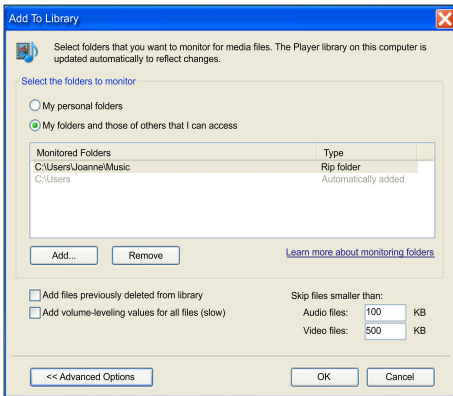 Add To Library
Select folders that you want to monitor for media files. The Player library on this computer is
updated automatically to reflect changes.
Select the folders to monitor
My personal folders
My folders and those of others that I can access
Monitored Folders Type
C:\Users\Joanne\Music Rip folder
C:\Users Automatically added
Add... Remove Learn more about monitoring folders
Add files previously deleted from library Skip files smaller than:
Add volume-leveling values for all files (slow) Audio files: 100 KB
Video files: 500 KB
<< Advanced Options OK Cancel